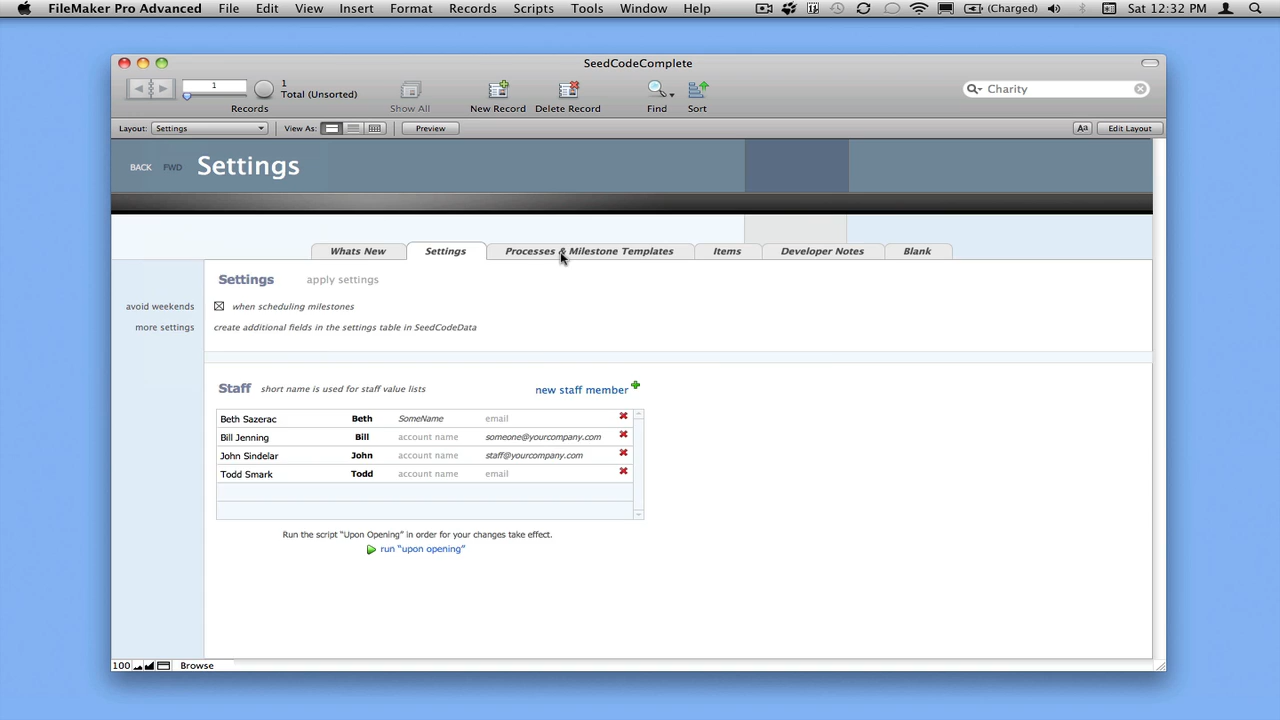 FileMaker Pro Advanced File Edit View Insert Format Records Scripts Tools Window Help (Charged) Sat 12:32 PM
SeedCodeComplete
1
1
Total (Unsorted)
Charity
Records Show All New Record Delete Record Find Sort
Layout: Settings View As: Preview Aa Edit Layout
BACK FWD Settings
Whats New Settings Processes & Milestone Templates Items Developer Notes Blank
Settings apply settings
avoid weekends when scheduling milestones
more settings create additional fields in the settings table in SeedCodeData
Staff short name is used for staff value lists new staff member
Beth Sazerac Beth SomeName email
Bill Jenning Bill account name someone@yourcompany.com
John Sindelar John account name staff@yourcompany.com
Todd Smark Todd account name email
Run the script “Upon Opening” in order for your changes take effect.
run “upon opening”
100 Browse